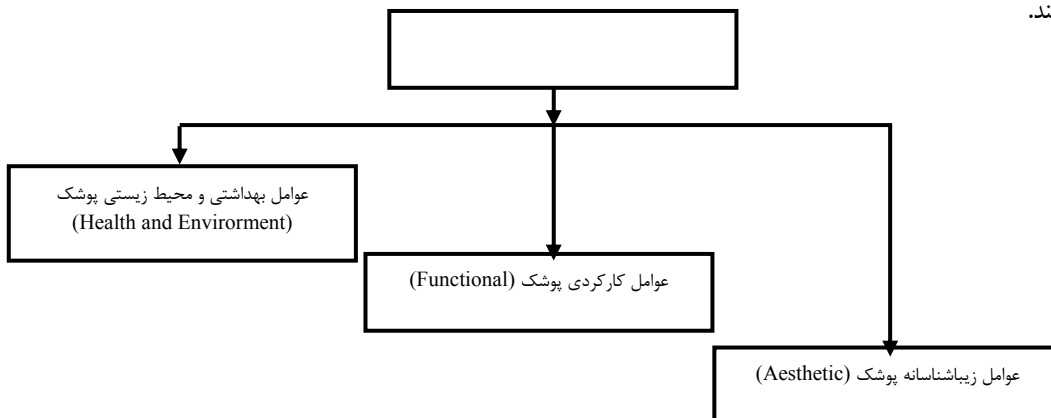 ند.
عوامل بهداشتی و محیط زیستی پوشک
(Health and Envirorment)
عوامل کارکردی پوشک (Functional)
عوامل زیباشناسانه پوشک (Aesthetic)